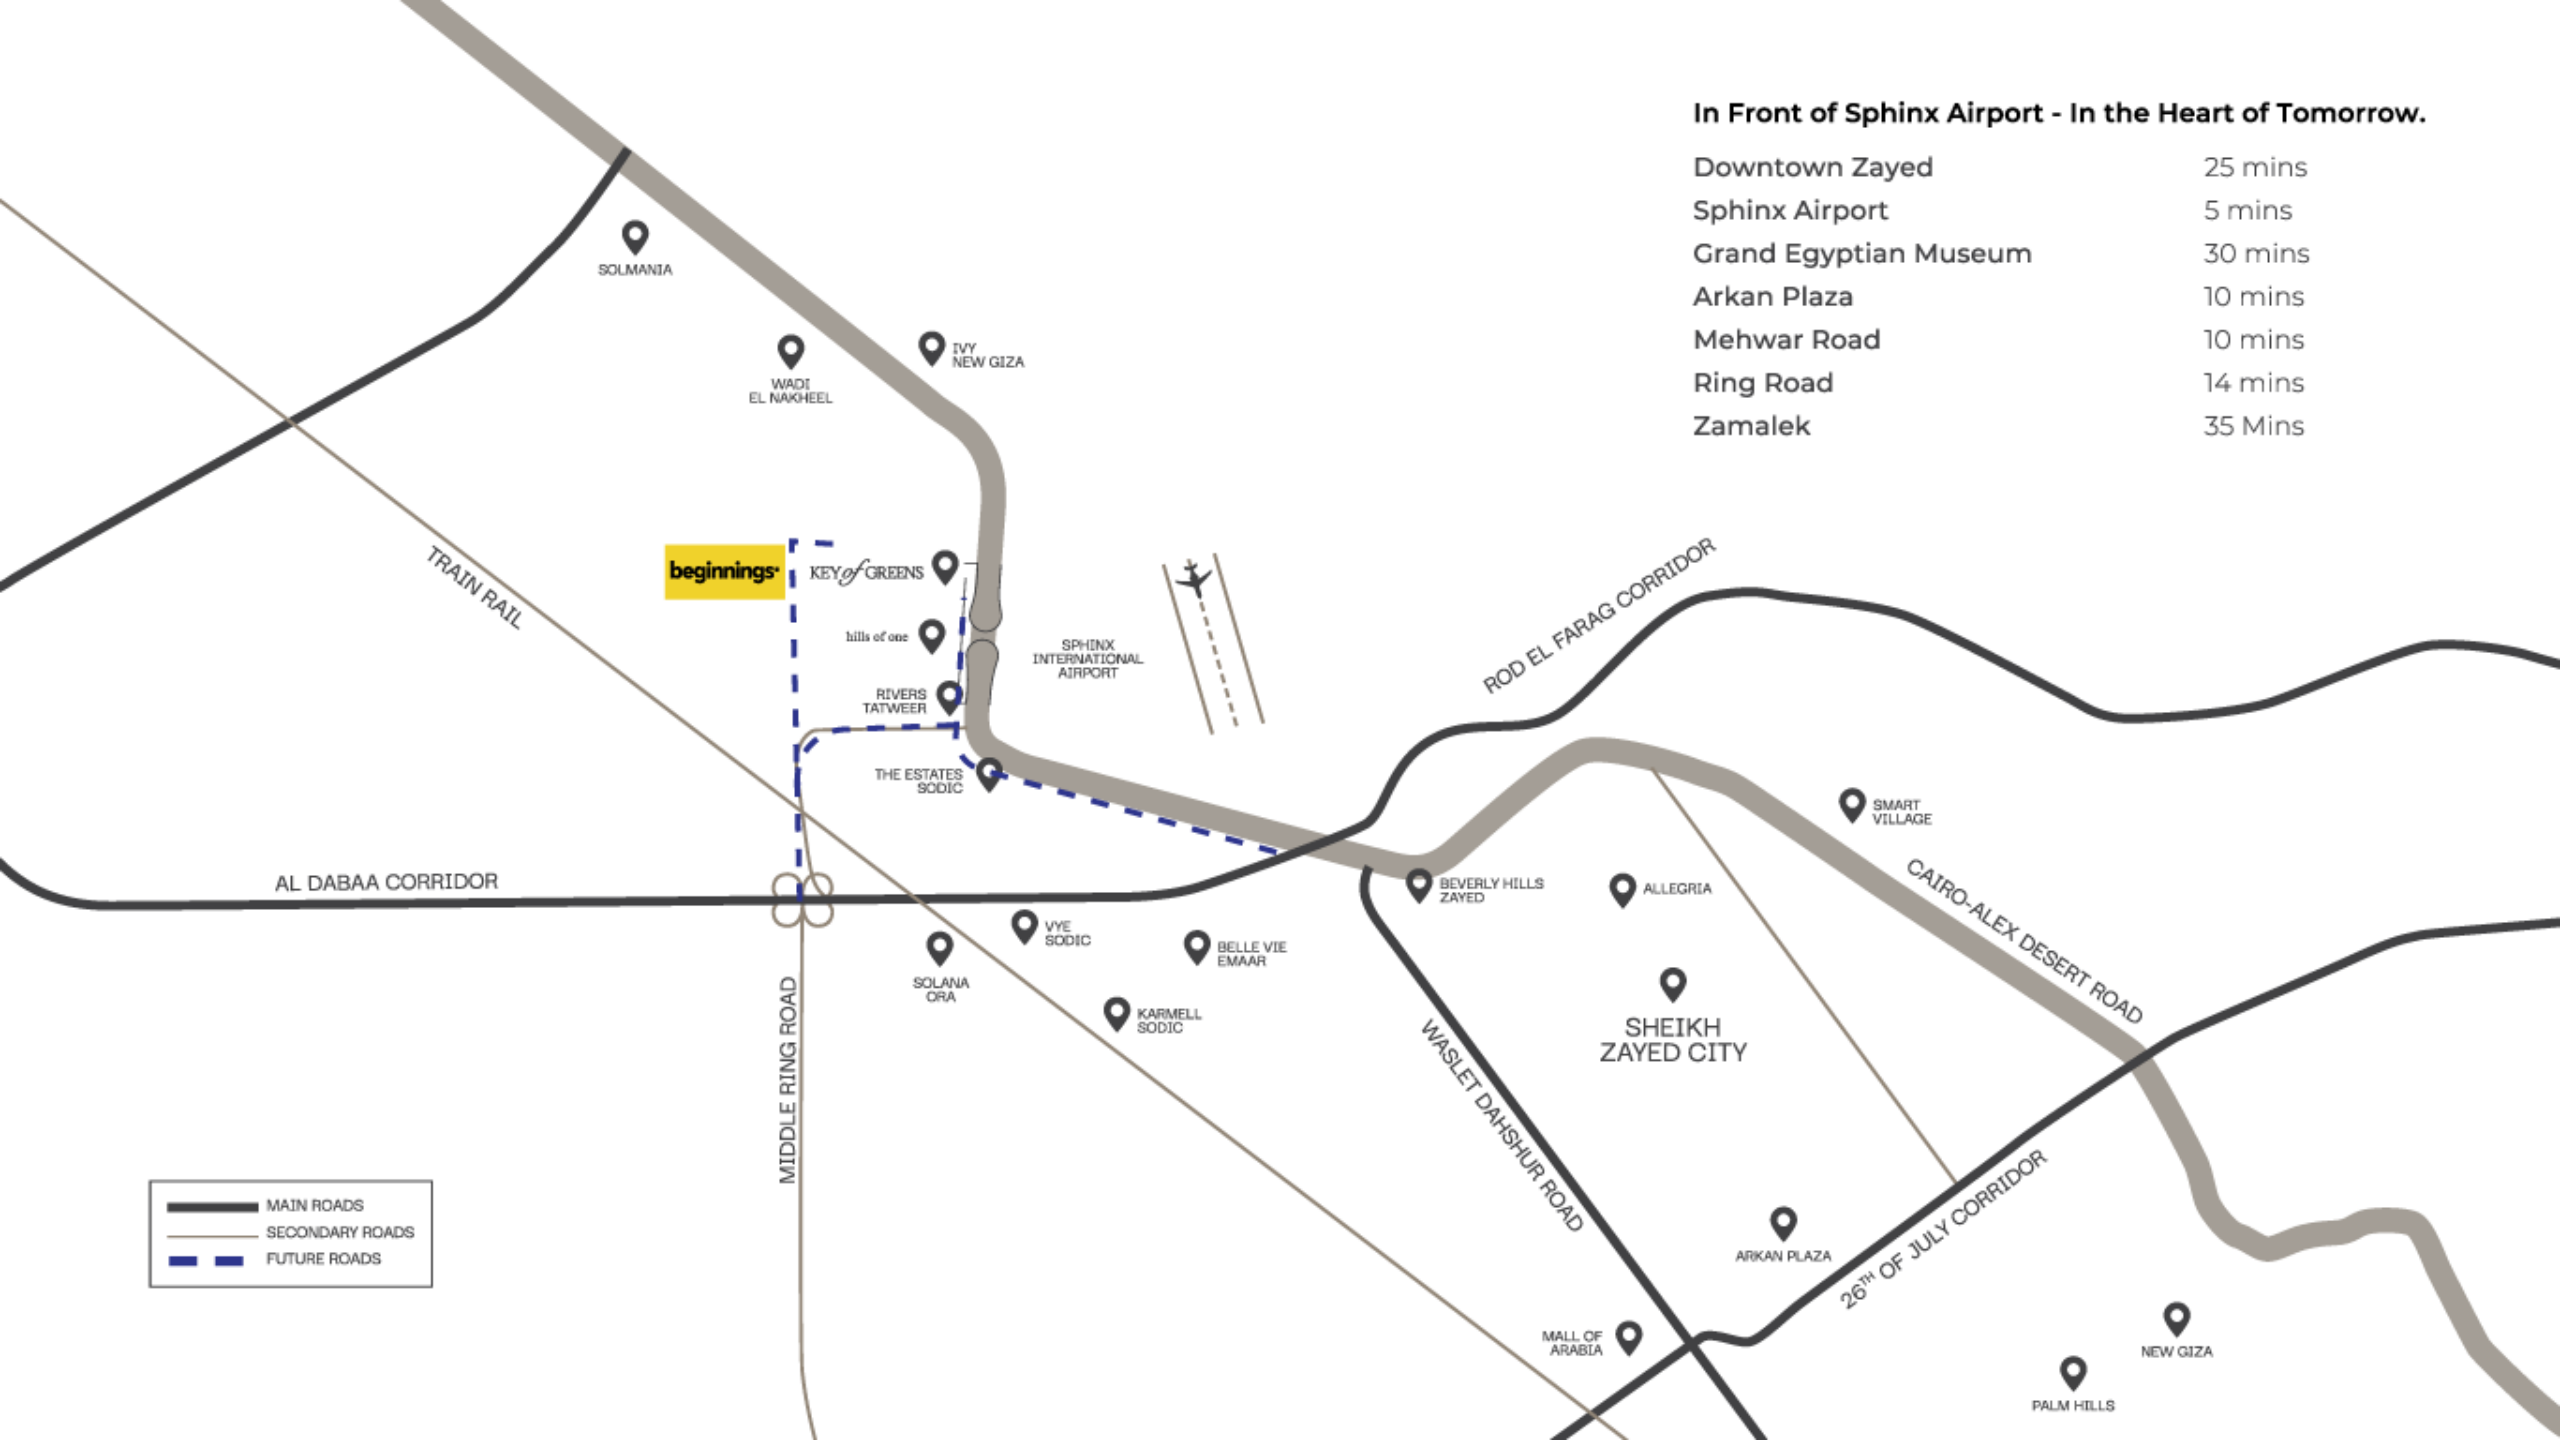 In Front of Sphinx Airport - In the Heart of Tomorrow.
Downtown Zayed 25 mins
Sphinx Airport 5 mins
Grand Egyptian Museum 30 mins
Arkan Plaza 10 mins
Mehwar Road 10 mins
Ring Road 14 mins
Zamalek 35 Mins
SOLMANIA
WADI
EL NAKHEEL
IVY
NEW GIZA
TRAIN RAIL
beginnings
KEY of GREENS
hills of one
RIVERS
TATWEER
THE ESTATES
SODIC
SPHINX
INTERNATIONAL
AIRPORT
ROD EL FARAG CORRIDOR
SMART
VILLAGE
CAIRO-ALEX DESERT ROAD
AL DABAA CORRIDOR
BEVERLY HILLS
ZAYED
ALLEGRIA
VYE
SODIC
BELLE VIE
EMAAR
SOLANA
ORA
KARMELL
SODIC
SHEIKH
ZAYED CITY
MIDDLE RING ROAD
WASLET DAHSHUR ROAD
26TH OF JULY CORRIDOR
ARKAN PLAZA
MALL OF
ARABIA
NEW GIZA
PALM HILLS
MAIN ROADS
SECONDARY ROADS
FUTURE ROADS